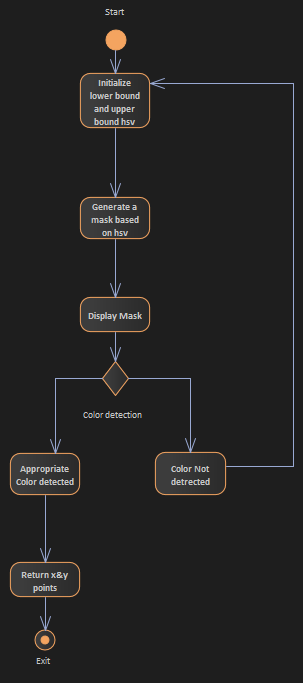 Start
Initialize
lower bound
and upper
bound hsv
Generate a
mask based
on hsv
Display Mask
Color detection
Appropriate
Color detected
Color Not
detrected
Return x&y
points
Exit